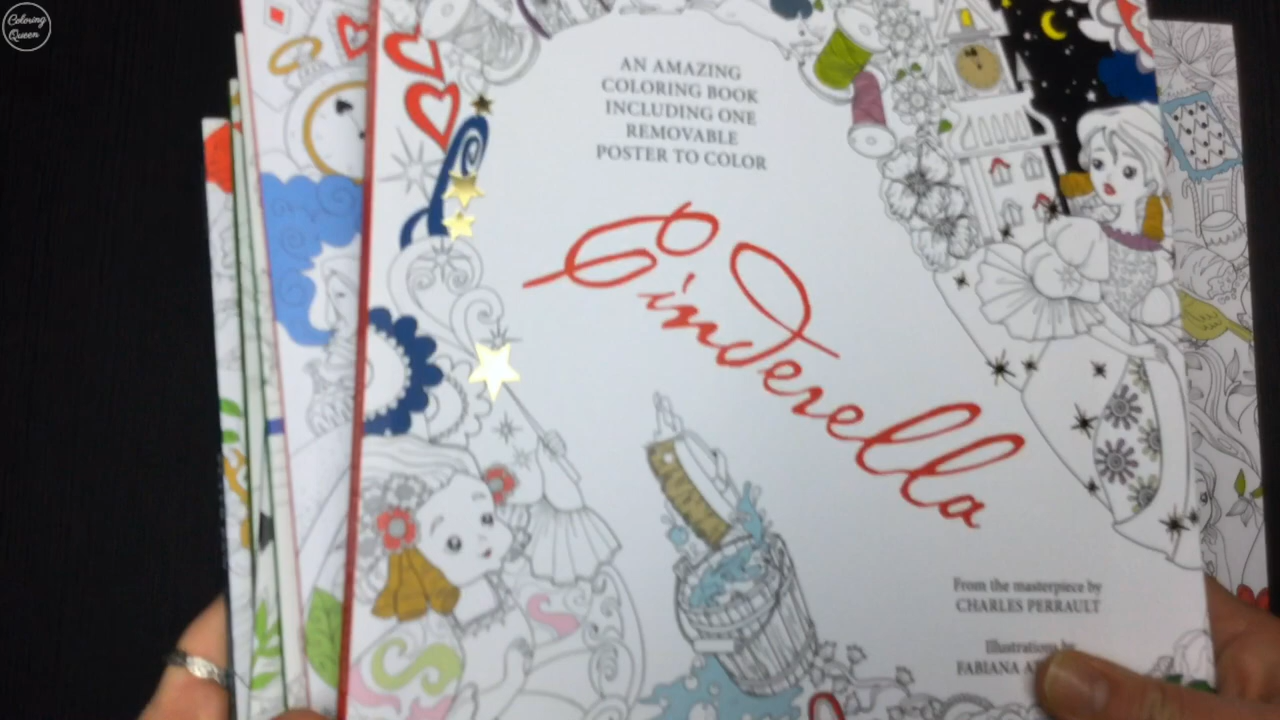 Coloring
Queen
AN AMAZING
COLORING BOOK
INCLUDING ONE
REMOVABLE
POSTER TO COLOR
Cinderella
From the masterpiece by
CHARLES PERRAULT
Illustrations by
FABIANA